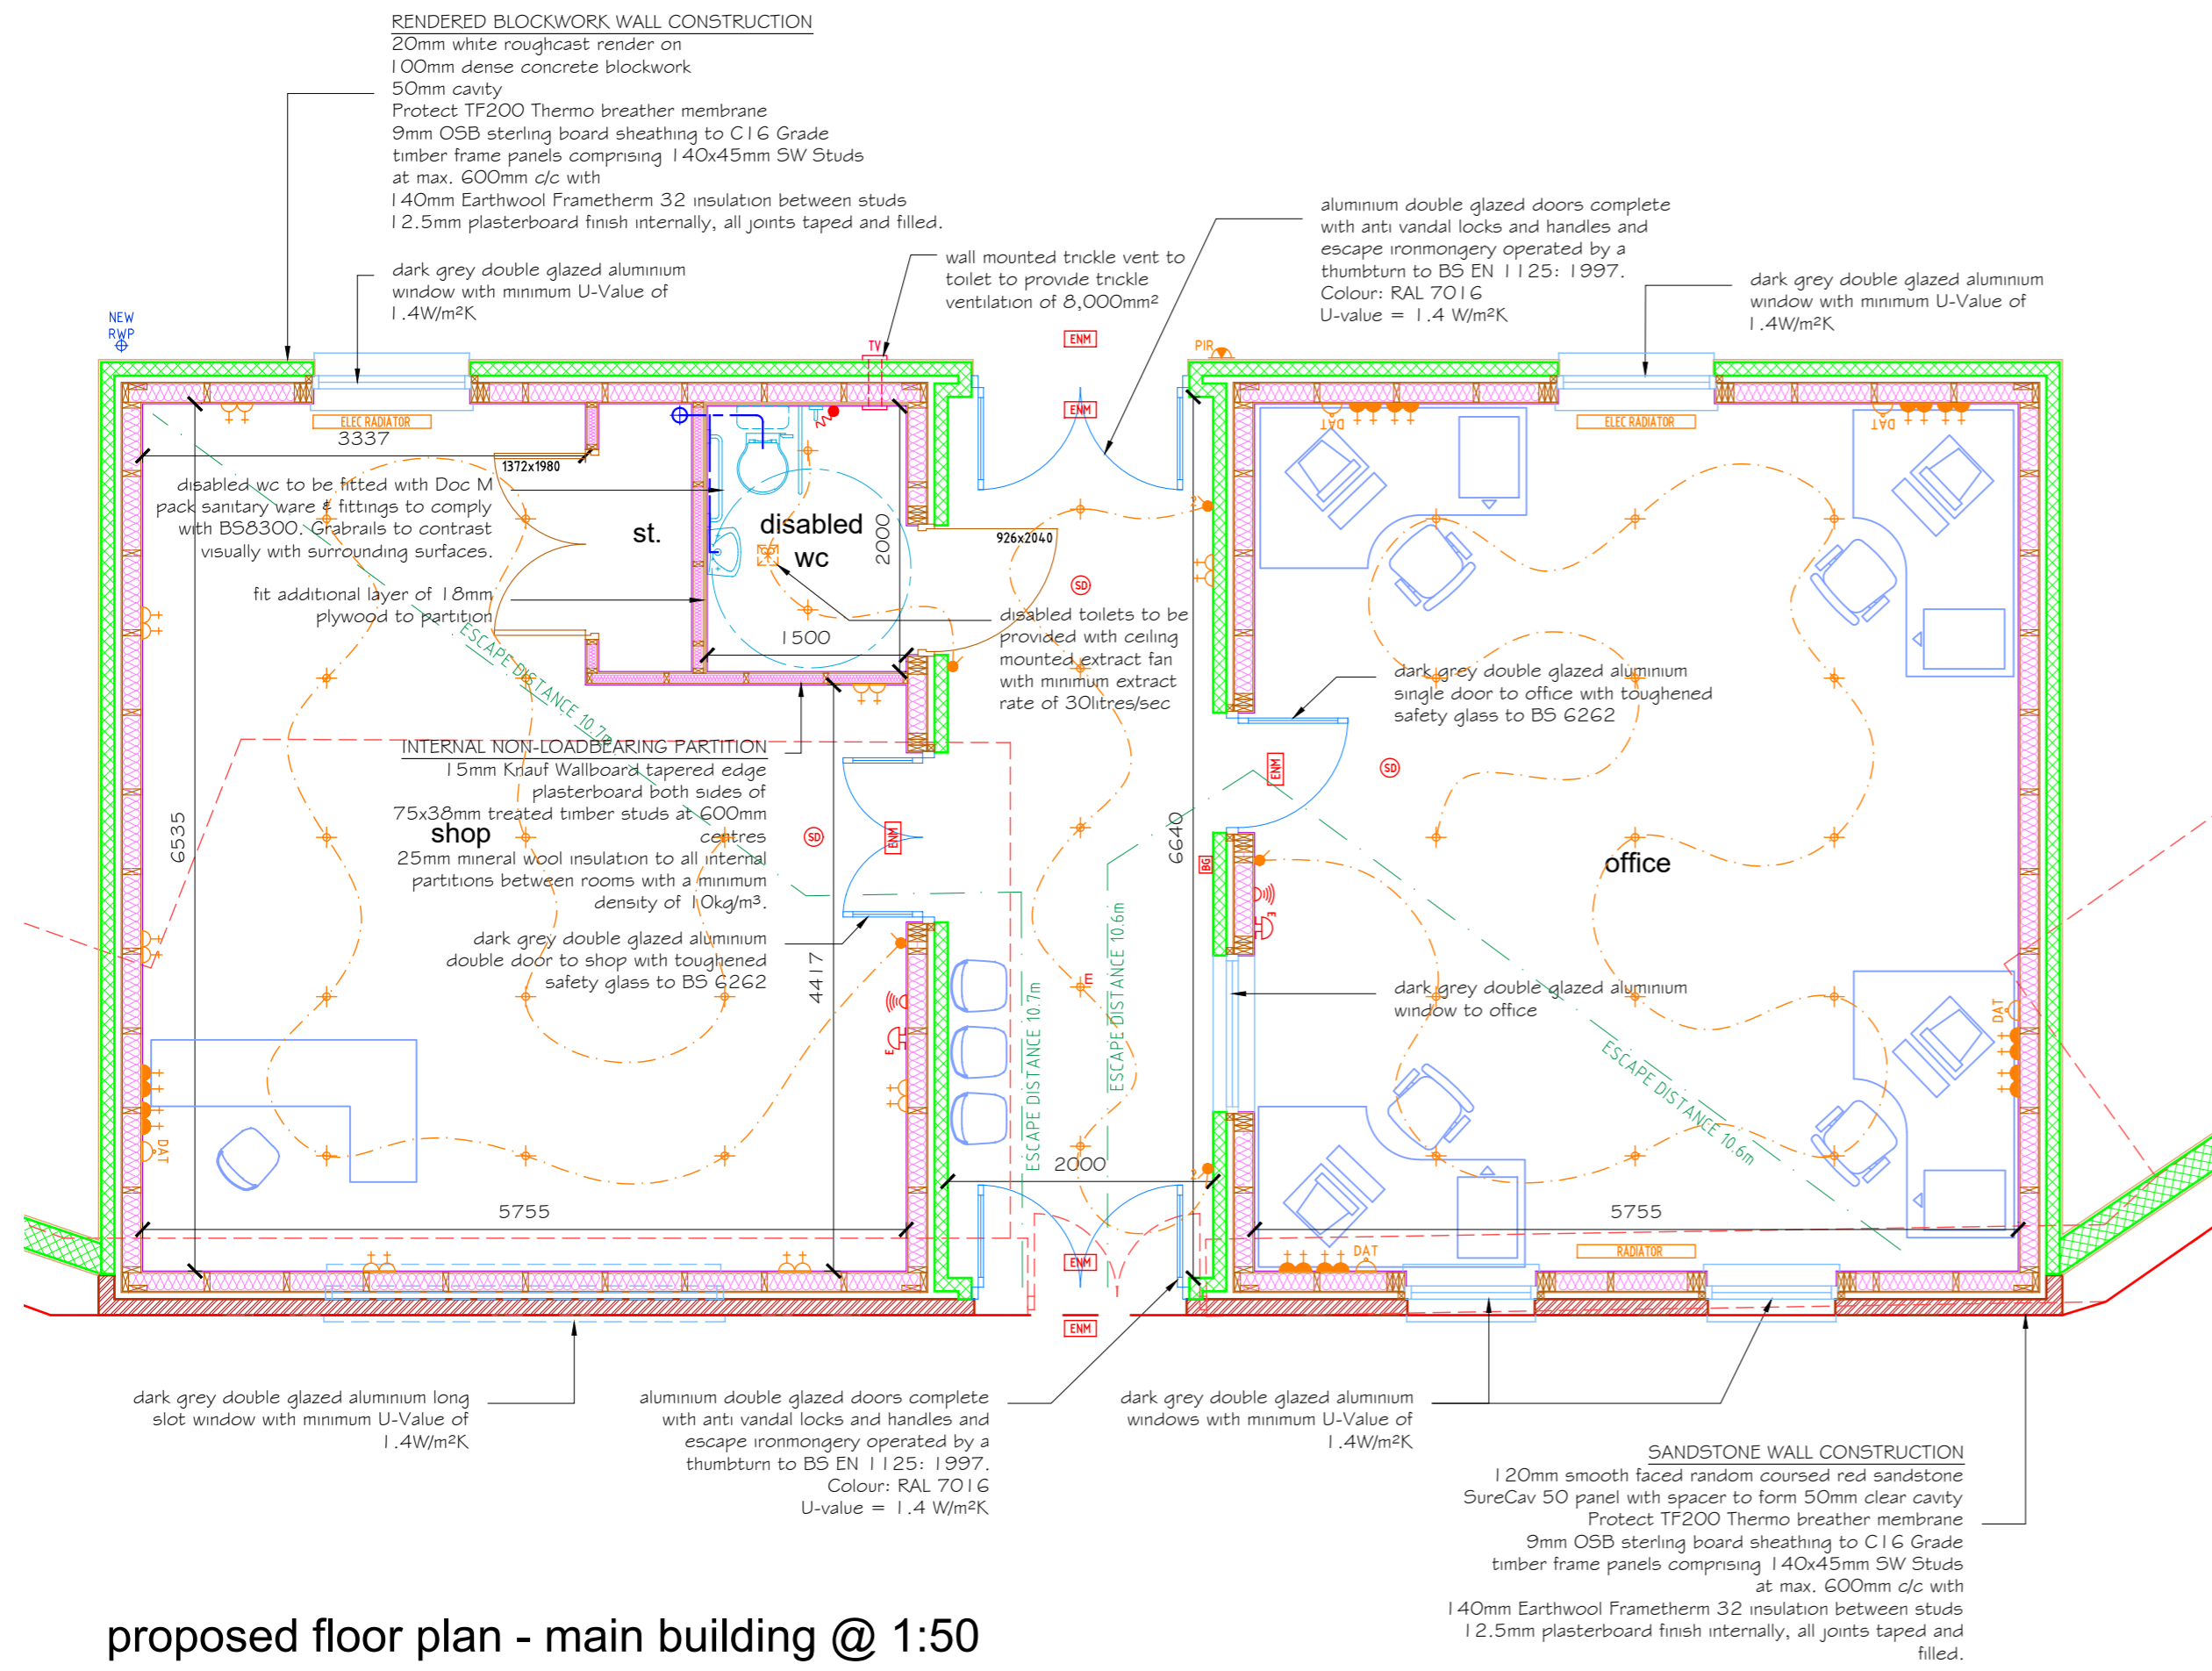 RENDERED BLOCKWORK WALL CONSTRUCTION
20mm white roughcast render on
100mm dense concrete blockwork
50mm cavity
Protect TF200 Thermo breather membrane
9mm OSB sterling board sheathing to C16 Grade
timber frame panels comprising 140x45mm SW Studs
at max. 600mm c/c with
140mm Earthwool Frametherm 32 insulation between studs
12.5mm plasterboard finish internally, all joints taped and filled.
dark grey double glazed aluminium
window with minimum U-Value of
1.4W/m²K
wall mounted trickle vent to
toilet to provide trickle
ventilation of 8,000mm²
aluminium double glazed doors complete
with anti vandal locks and handles and
escape ironmongery operated by a
thumbturn to BS EN 1125: 1997.
Colour: RAL 7016
U-value = 1.4 W/m²K
dark grey double glazed aluminium
window with minimum U-Value of
1.4W/m²K
NEW
RWP
TV
ENM
PIR
ENM
ELEC RADIATOR
3337
1372x1980
DAT
ELEC RADIATOR
DAT
disabled wc to be fitted with Doc M
pack sanitary ware & fittings to comply
with BS8300. Grabrails to contrast
visually with surrounding surfaces.
st.
disabled
wc
2000
926x2040
fit additional layer of 18mm
plywood to partition
SD
1500
disabled toilets to be
provided with ceiling
mounted extract fan
with minimum extract
rate of 30litres/sec
ESCAPE DISTANCE 10.7m
dark grey double glazed aluminium
single door to office with toughened
safety glass to BS 6262
INTERNAL NON-LOADBEARING PARTITION
15mm Knauf Wallboard tapered edge
plasterboard both sides of
75x38mm treated timber studs at 600mm
centres
25mm mineral wool insulation to all internal
partitions between rooms with a minimum
density of 10kg/m³.
ENM
SD
6535
shop
SD
ENM
6640
BG
office
dark grey double glazed aluminium
double door to shop with toughened
safety glass to BS 6262
4417
E
ESCAPE DISTANCE 10.7m
E
ESCAPE DISTANCE 10.6m
E
dark grey double glazed aluminium
window to office
DAT
ESCAPE DISTANCE 10.6m
DAT
2000
5755
5755
DAT
RADIATOR
ENM
ENM
dark grey double glazed aluminium long
slot window with minimum U-Value of
1.4W/m²K
aluminium double glazed doors complete
with anti vandal locks and handles and
escape ironmongery operated by a
thumbturn to BS EN 1125: 1997.
Colour: RAL 7016
U-value = 1.4 W/m²K
dark grey double glazed aluminium
windows with minimum U-Value of
1.4W/m²K
SANDSTONE WALL CONSTRUCTION
120mm smooth faced random coursed red sandstone
SureCav 50 panel with spacer to form 50mm clear cavity
Protect TF200 Thermo breather membrane
9mm OSB sterling board sheathing to C16 Grade
timber frame panels comprising 140x45mm SW Studs
at max. 600mm c/c with
140mm Earthwool Frametherm 32 insulation between studs
12.5mm plasterboard finish internally, all joints taped and
filled.
proposed floor plan - main building @ 1:50